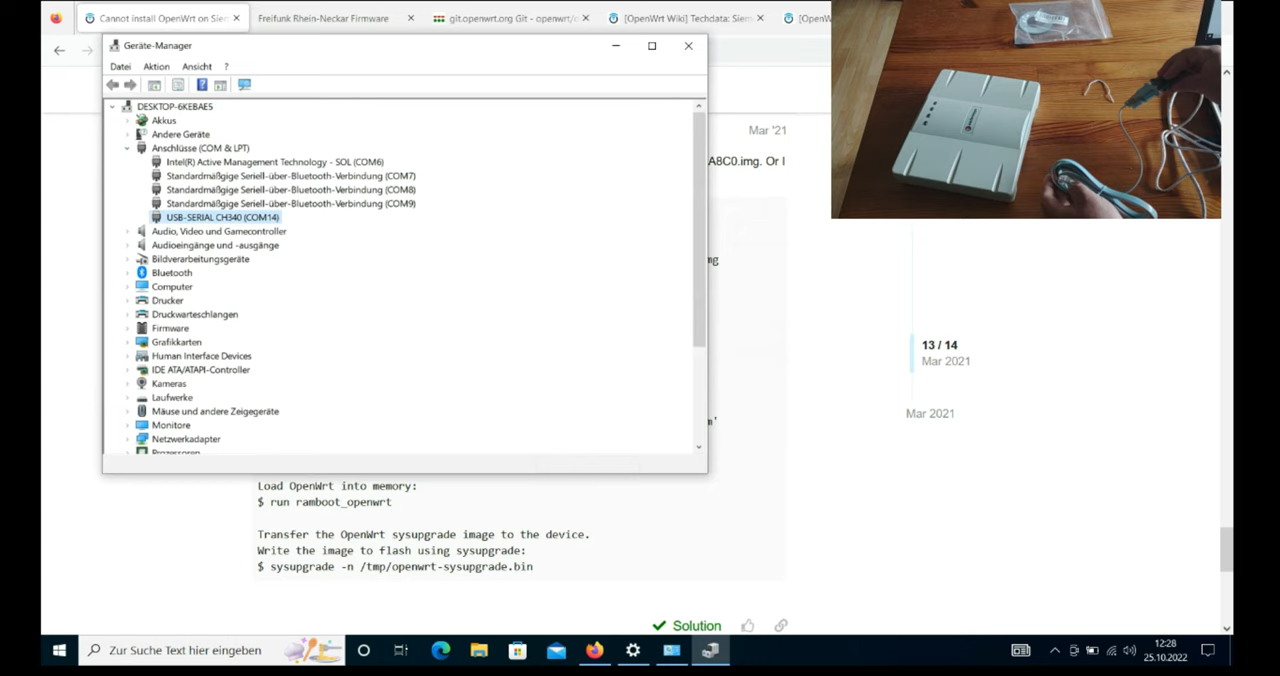 Cannot install OpenWrt on Siem
Freifunk Rhein-Neckar Firmware
git.openwrt.org Git - openwrt/o
[OpenWrt Wiki] Techdata: Siem
[OpenW
Geräte-Manager
Datei Aktion Ansicht ?
DESKTOP-6KEBAE5
Akkus
Andere Geräte
Anschlüsse (COM & LPT)
Intel(R) Active Management Technology - SOL (COM6)
Standardmäßige Seriell-über-Bluetooth-Verbindung (COM7)
Standardmäßige Seriell-über-Bluetooth-Verbindung (COM8)
Standardmäßige Seriell-über-Bluetooth-Verbindung (COM9)
USB-SERIAL CH340 (COM14)
Audio, Video und Gamecontroller
Audioeingänge und -ausgänge
Bildverarbeitungsgeräte
Bluetooth
Computer
Drucker
Druckwarteschlangen
Firmware
Grafikkarten
Human Interface Devices
IDE ATA/ATAPI-Controller
Kameras
Laufwerke
Mäuse und andere Zeigegeräte
Monitore
Netzwerkadapter
Prozessoren
Mar '21
A8C0.img. Or I
mg
m'
13 / 14
Mar 2021
Mar 2021
Load OpenWrt into memory:
$ run ramboot_openwrt
Transfer the OpenWrt sysupgrade image to the device.
Write the image to flash using sysupgrade:
$ sysupgrade -n /tmp/openwrt-sysupgrade.bin
Solution
Zur Suche Text hier eingeben
12:28
25.10.2022